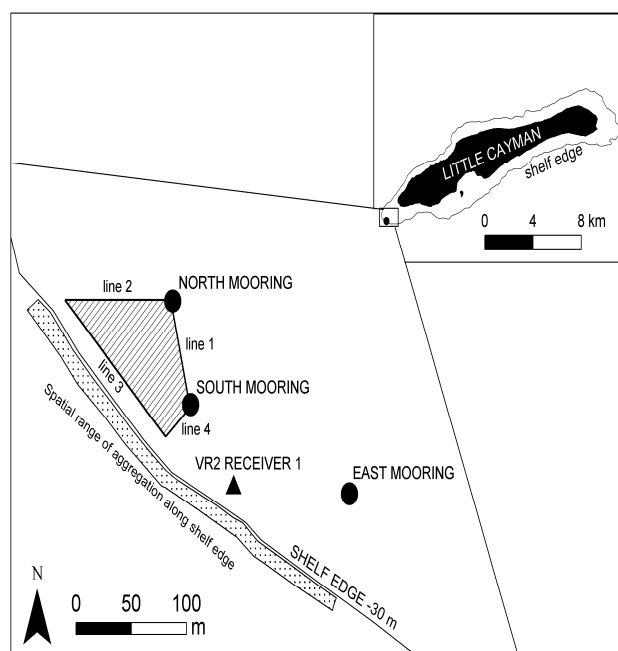 LITTLE CAYMAN
shelf edge
0 4 8 km
line 2
NORTH MOORING
line 1
line 3
SOUTH MOORING
line 4
VR2 RECEIVER 1
EAST MOORING
Spatial range of aggregation along shelf edge
SHELF EDGE -30 m
N
0 50 100
m